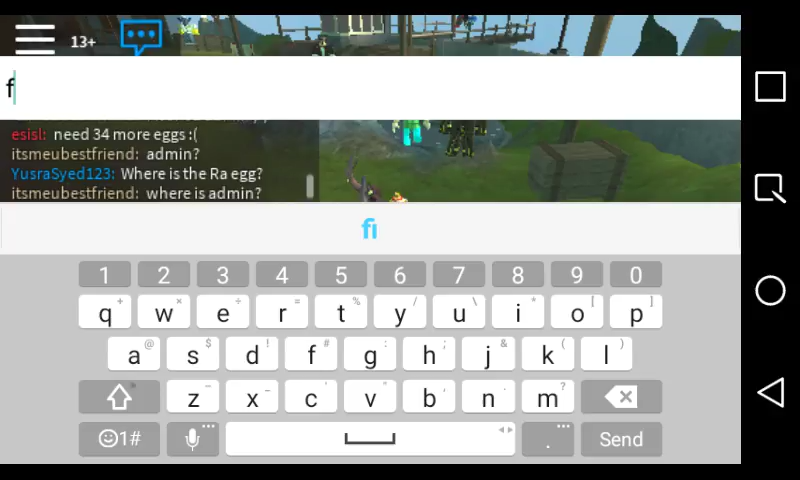 13+
f
esisl: need 34 more eggs :(
itsmeubestfriend: admin?
YusraSyed123: Where is the Ra egg?
itsmeubestfriend: where is admin?
fi
1 2 3 4 5 6 7 8 9 0
q + w × e ÷ r = t % y / u \ i * o [ p ]
a @ s $ d ! f # g : h ; j & k ( l )
z x c v b n m ?
☺1# . Send